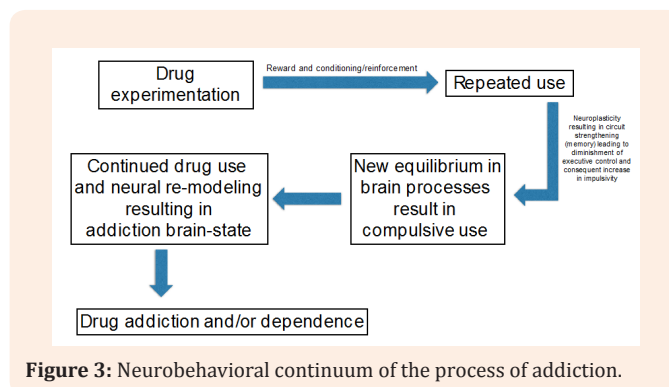 Drug
experimentation
Reward and conditioning/reinforcement
Repeated use
Neuroplasticity
resulting in circuit
strengthening
(memory) leading to
diminishment of
executive control and
consequent increase
in impulsivity
New equilibrium in
brain processes
result in
compulsive use
Continued drug use
and neural re-modeling
resulting in
addiction brain-state
Drug addiction and/or dependence
Figure 3: Neurobehavioral continuum of the process of addiction.